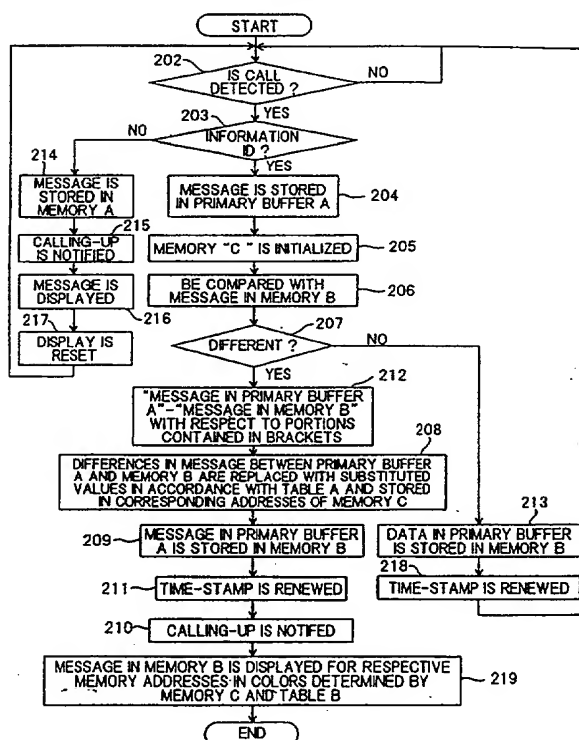 START
202
IS CALL
DETECTED ?
NO
YES
203
INFORMATION
ID ?
NO
YES
214
MESSAGE IS
STORED IN
MEMORY A
MESSAGE IS STORED
IN PRIMARY BUFFER A
204
215
CALLING-UP
IS NOTIFIED
MEMORY "C" IS INITIALIZED
205
MESSAGE IS
DISPLAYED
216
BE COMPARED WITH
MESSAGE IN MEMORY B
206
217
DISPLAY IS
RESET
207
DIFFERENT ?
NO
YES
212
"MESSAGE IN PRIMARY BUFFER
A"-"MESSAGE IN MEMORY B"
WITH RESPECT TO PORTIONS
CONTAINED IN BRACKETS
208
DIFFERENCES IN MESSAGE BETWEEN PRIMARY BUFFER
A AND MEMORY B ARE REPLACED WITH SUBSTITUTED
VALUES IN ACCORDANCE WITH TABLE A AND STORED
IN CORRESPONDING ADDRESSES OF MEMORY C
209
MESSAGE IN PRIMARY BUFFER
A IS STORED IN MEMORY B
213
DATA IN PRIMARY BUFFER
IS STORED IN MEMORY B
211
TIME-STAMP IS RENEWED
218
TIME-STAMP IS RENEWED
210
CALLING-UP IS NOTIFED
MESSAGE IN MEMORY B IS DISPLAYED FOR RESPECTIVE
MEMORY ADDRESSES IN COLORS DETERMINED BY
MEMORY C AND TABLE B
219
END